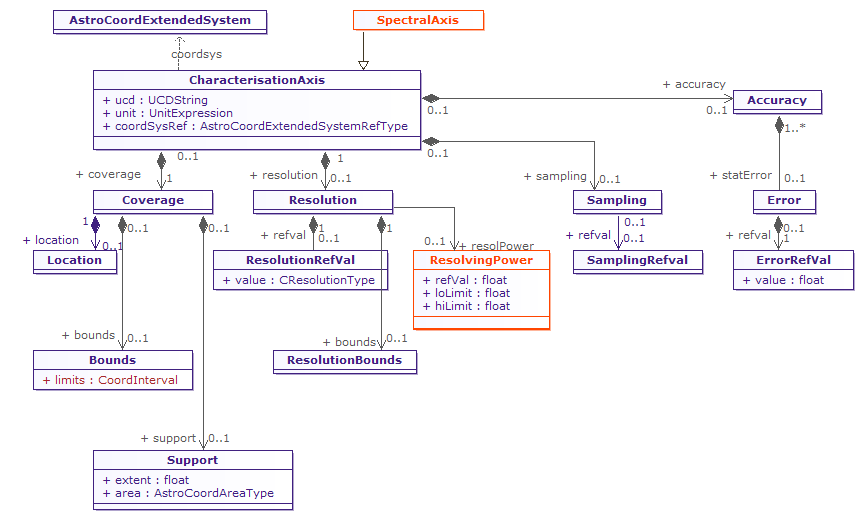 AstroCoordExtendedSystem
SpectralAxis
coordsys
CharacterisationAxis
+ ucd : UCDString
+ unit : UnitExpression
+ coordSysRef : AstroCoordExtendedSystemRefType
+ accuracy
0..1
0..1
Accuracy
1..*
0..1
0..1
+ coverage
1
1
+ resolution
0..1
+ sampling
0..1
+ statError
0..1
Coverage
Resolution
Sampling
Error
1
+ location
0..1
0..1
0..1
1
+ refval
0..1
1
0..1
+ resolPower
0..1
+ refval
0..1
0..1
+ refval
1
Location
ResolutionRefVal
+ value : CResolutionType
ResolvingPower
+ refVal : float
+ loLimit : float
+ hiLimit : float
SamplingRefval
ErrorRefVal
+ value : float
+ bounds
0..1
+ bounds
0..1
Bounds
+ limits : CoordInterval
ResolutionBounds
+ support
0..1
Support
+ extent : float
+ area : AstroCoordAreaType